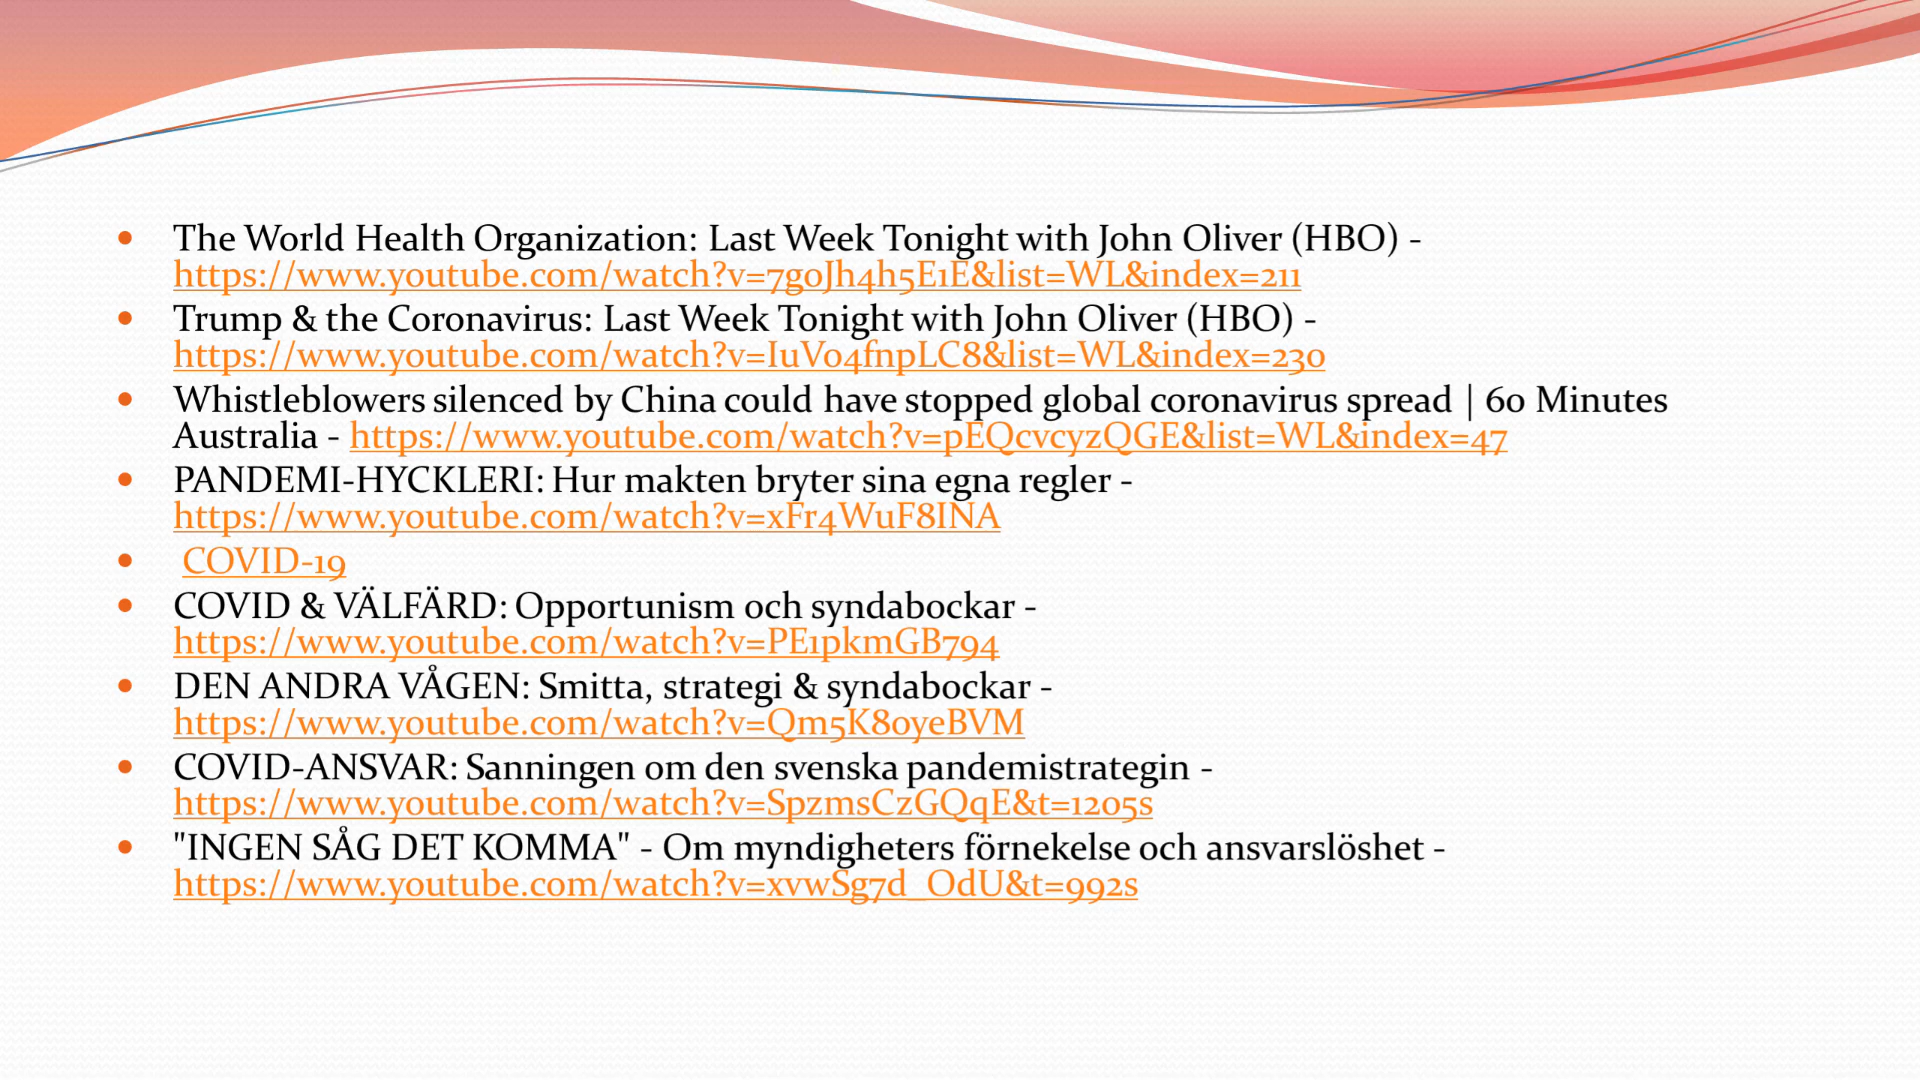 The World Health Organization: Last Week Tonight with John Oliver (HBO) -
https://www.youtube.com/watch?v=7g0Jh4h5E1E&list=WL&index=211
Trump & the Coronavirus: Last Week Tonight with John Oliver (HBO) -
https://www.youtube.com/watch?v=IuVo4fnpLC8&list=WL&index=230
Whistleblowers silenced by China could have stopped global coronavirus spread | 60 Minutes
Australia - https://www.youtube.com/watch?v=pEQcvcyzQGE&list=WL&index=47
PANDEMI-HYCKLERI: Hur makten bryter sina egna regler -
https://www.youtube.com/watch?v=xFr4WuF8INA
COVID-19
COVID & VÄLFÄRD: Opportunism och syndabockar -
https://www.youtube.com/watch?v=PE1pkmGB794
DEN ANDRA VÅGEN: Smitta, strategi & syndabockar -
https://www.youtube.com/watch?v=Qm5K80yeBVM
COVID-ANSVAR: Sanningen om den svenska pandemistrategin -
https://www.youtube.com/watch?v=SpzmsCzGQqE&t=1205s
"INGEN SÅG DET KOMMA" - Om myndigheters förnekelse och ansvarslöshet -
https://www.youtube.com/watch?v=xvwSg7d_OdU&t=992s